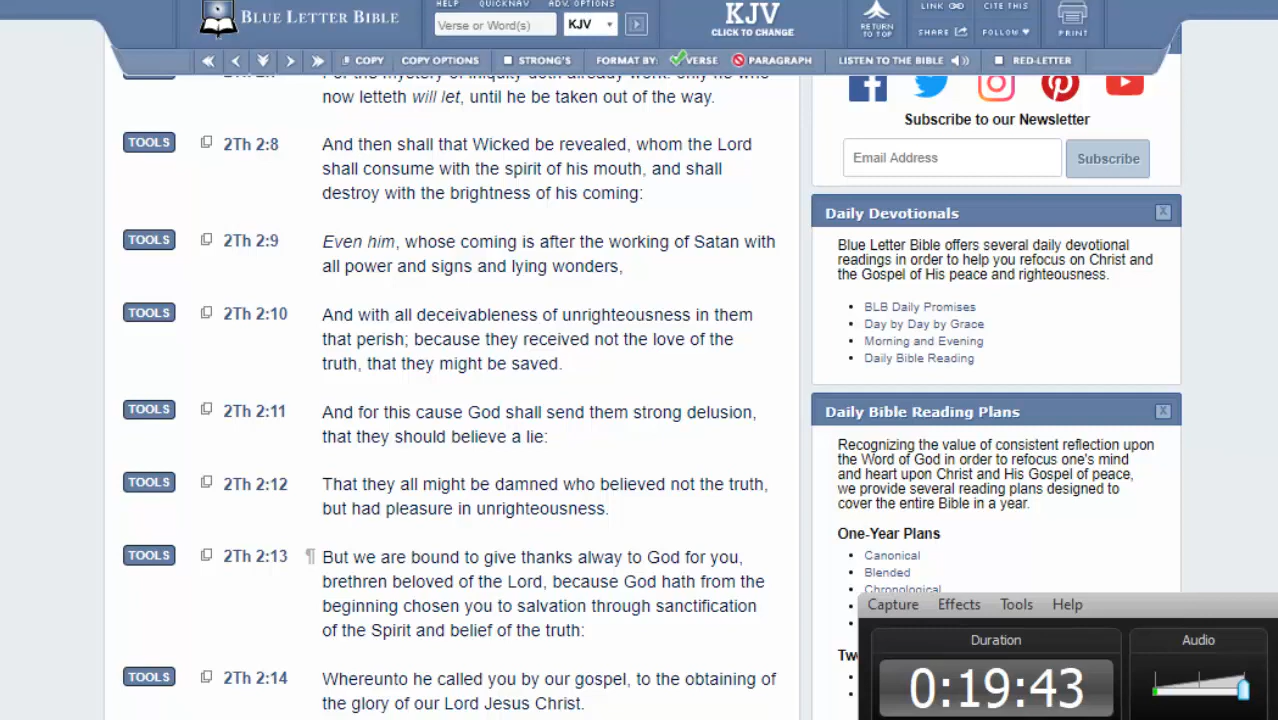 HELP QUICKNAV ADV. OPTIONS
BLUE LETTER BIBLE
Verse or Word(s)
KJV
KJV
CLICK TO CHANGE
RETURN
TO TOP
LINK
CITE THIS
SHARE
FOLLOW
PRINT
COPY
COPY OPTIONS
STRONG'S
FORMAT BY:
VERSE
PARAGRAPH
LISTEN TO THE BIBLE
RED-LETTER
For the mystery of iniquity doth already work: only he who
now letteth will let, until he be taken out of the way.
TOOLS 2Th 2:8 And then shall that Wicked be revealed, whom the Lord
shall consume with the spirit of his mouth, and shall
destroy with the brightness of his coming:
TOOLS 2Th 2:9 Even him, whose coming is after the working of Satan with
all power and signs and lying wonders,
TOOLS 2Th 2:10 And with all deceivableness of unrighteousness in them
that perish; because they received not the love of the
truth, that they might be saved.
TOOLS 2Th 2:11 And for this cause God shall send them strong delusion,
that they should believe a lie:
TOOLS 2Th 2:12 That they all might be damned who believed not the truth,
but had pleasure in unrighteousness.
TOOLS 2Th 2:13 ¶ But we are bound to give thanks alway to God for you,
brethren beloved of the Lord, because God hath from the
beginning chosen you to salvation through sanctification
of the Spirit and belief of the truth:
TOOLS 2Th 2:14 Whereunto he called you by our gospel, to the obtaining of
the glory of our Lord Jesus Christ.
Subscribe to our Newsletter
Email Address
Subscribe
Daily Devotionals
X
Blue Letter Bible offers several daily devotional
readings in order to help you refocus on Christ and
the Gospel of His peace and righteousness.
BLB Daily Promises
Day by Day by Grace
Morning and Evening
Daily Bible Reading
Daily Bible Reading Plans
X
Recognizing the value of consistent reflection upon
the Word of God in order to refocus one's mind
and heart upon Christ and His Gospel of peace,
we provide several reading plans designed to
cover the entire Bible in a year.
One-Year Plans
Canonical
Blended
Chronological
Capture Effects Tools Help
Duration
Audio
0:19:43